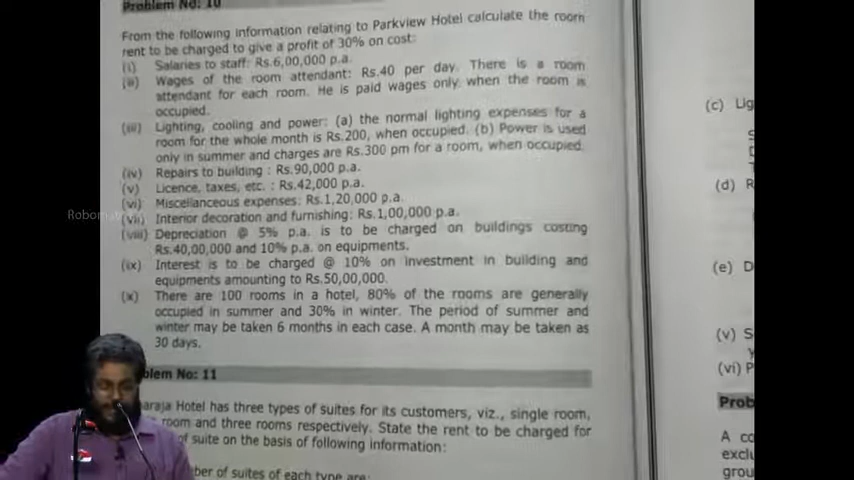 Problem No: 10
From the following information relating to Parkview Hotel calculate the room
rent to be charged to give a profit of 30% on cost:
(i) Salaries to staff: Rs.6,00,000 p.a.
(ii) Wages of the room attendant: Rs.40 per day. There is a room
attendant for each room. He is paid wages only when the room is
occupied.
(iii) Lighting, cooling and power: (a) the normal lighting expenses for a
room for the whole month is Rs.200, when occupied. (b) Power is used
only in summer and charges are Rs.300 pm for a room, when occupied.
(iv) Repairs to building : Rs.90,000 p.a.
(v) Licence, taxes, etc. : Rs.42,000 p.a.
(vi) Miscellaneous expenses: Rs.1,20,000 p.a.
(vii) Interior decoration and furnishing: Rs.1,00,000 p.a.
(viii) Depreciation @ 5% p.a. is to be charged on buildings costing
Rs.40,00,000 and 10% p.a. on equipments.
(ix) Interest is to be charged @ 10% on investment in building and
equipments amounting to Rs.50,00,000.
(x) There are 100 rooms in a hotel, 80% of the rooms are generally
occupied in summer and 30% in winter. The period of summer and
winter may be taken 6 months in each case. A month may be taken as
30 days.
blem No: 11
araja Hotel has three types of suites for its customers, viz., single room,
room and three rooms respectively. State the rent to be charged for
of suite on the basis of following information:
ber of suites of each type are:
(c) Lig
(d) R
(e) D
(v) S
(vi) P
Prob
A co
exclu
grou